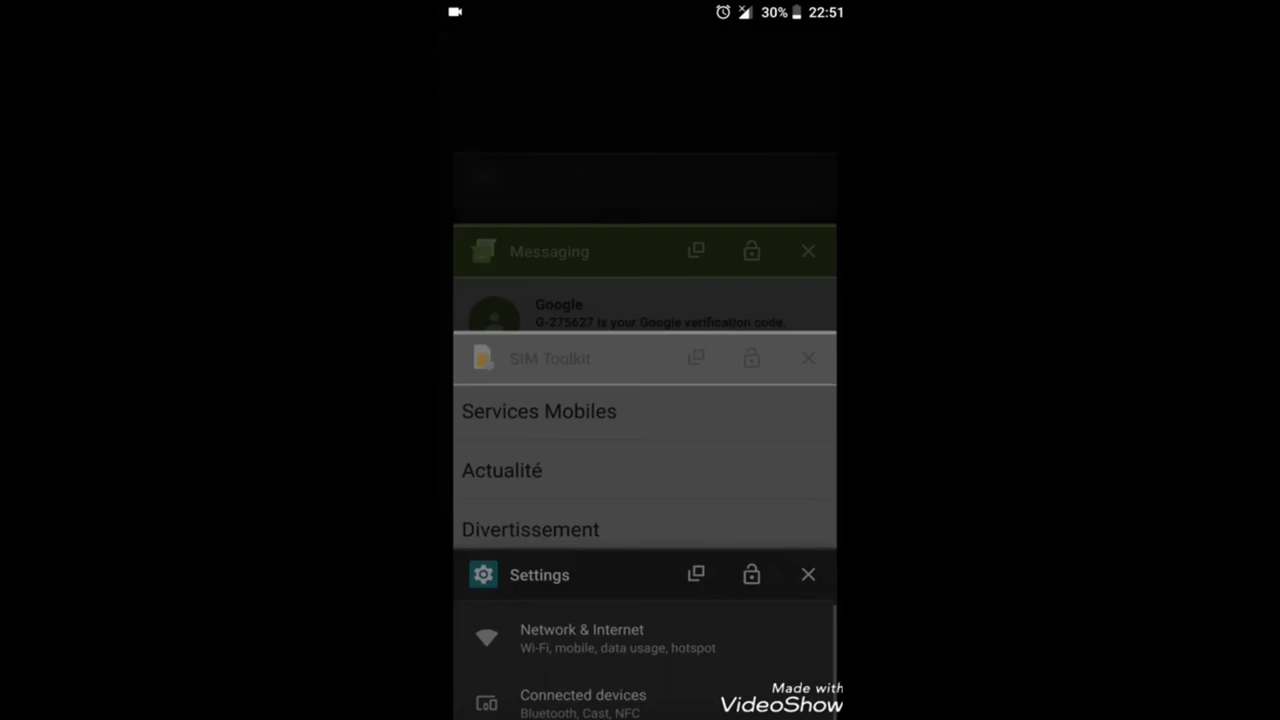 30% 22:51
Messaging
Google
G-275627 is your Google verification code.
SIM Toolkit
Services Mobiles
Actualité
Divertissement
Settings
Network & Internet
Wi-Fi, mobile, data usage, hotspot
Connected devices
Bluetooth, Cast, NFC
Made with
VideoShow